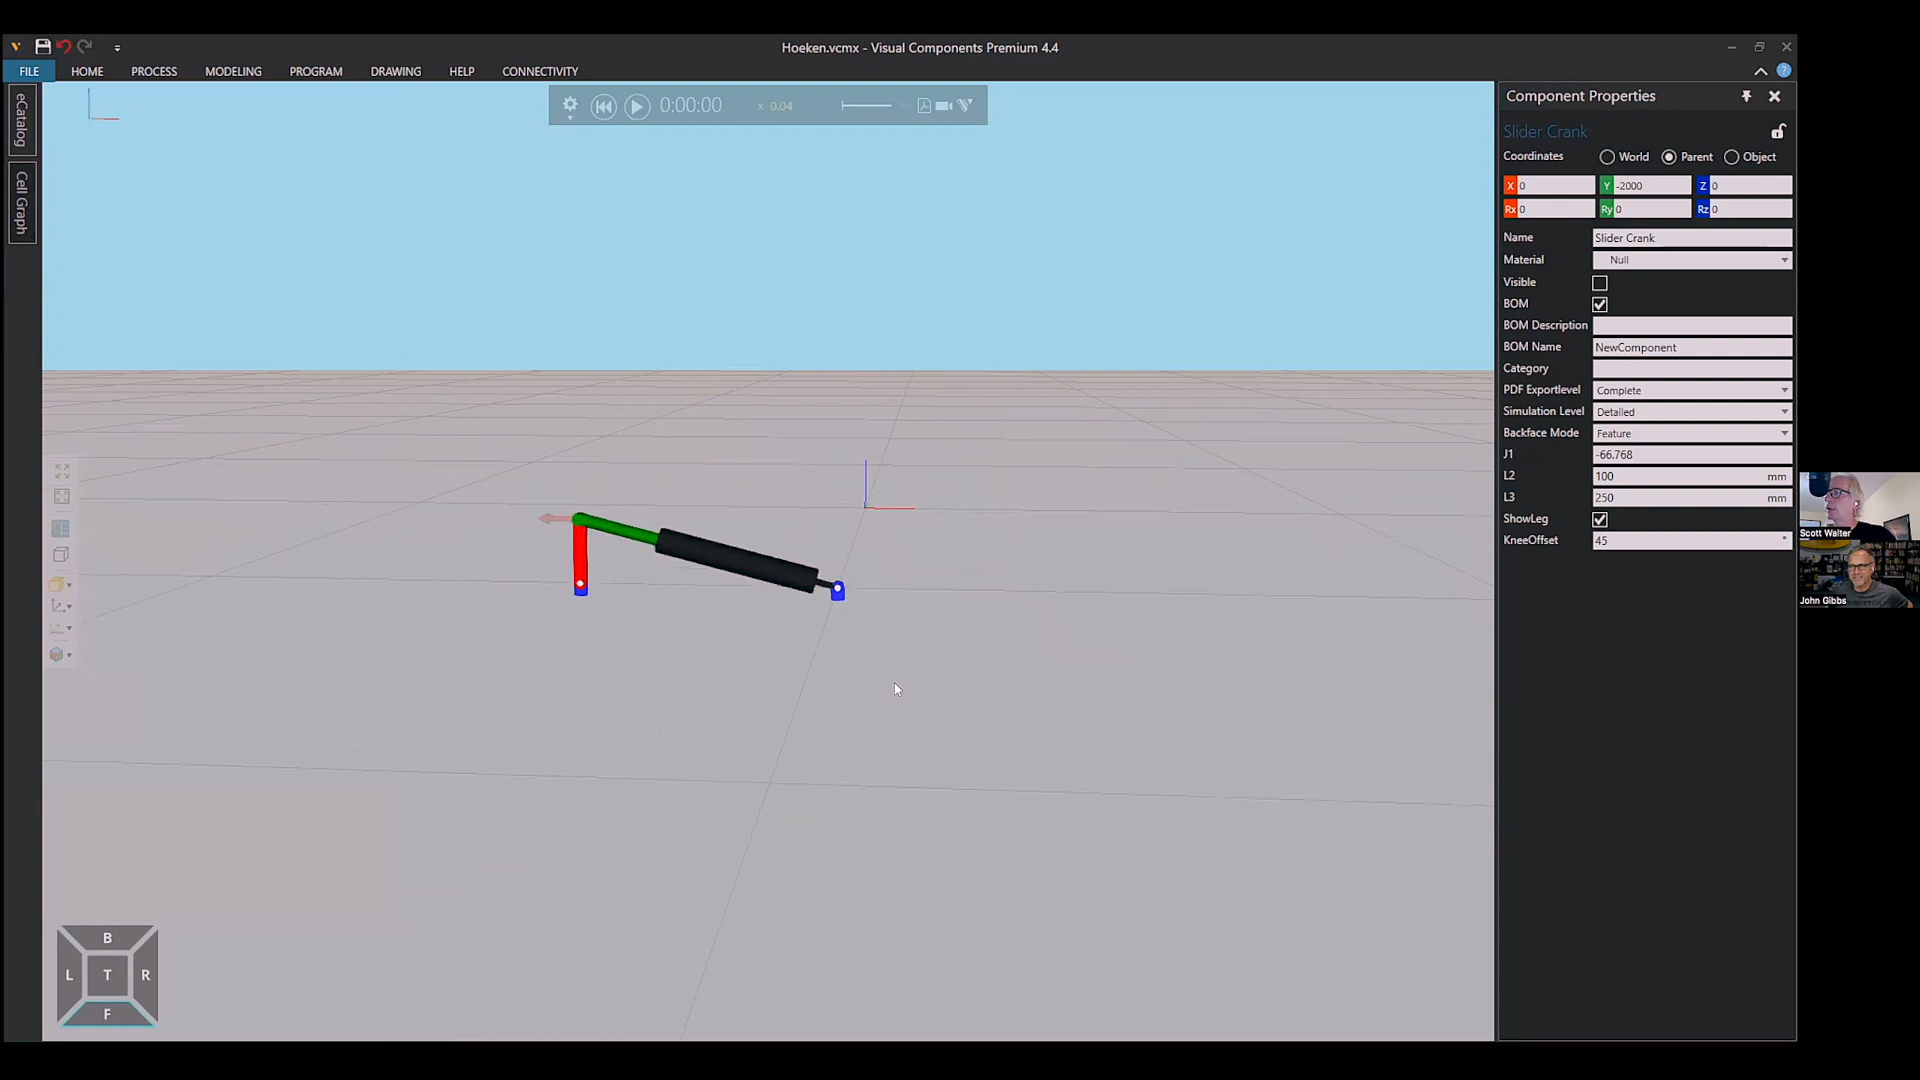 Hoeken.vcmx - Visual Components Premium 4.4
FILE HOME PROCESS MODELING PROGRAM DRAWING HELP CONNECTIVITY
eCatalog
Cell Graph
0:00:00 x 0.04
Component Properties
Slider Crank
Coordinates World Parent Object
X 0 Y -2000 Z 0
Rx 0 Ry 0 Rz 0
Name Slider Crank
Material Null
Visible
BOM
BOM Description
BOM Name NewComponent
Category
PDF Exportlevel Complete
Simulation Level Detailed
Backface Mode Feature
J1 -66.768
L2 100 mm
L3 250 mm
ShowLeg
KneeOffset 45 °
Scott Walter
John Gibbs
B
L T R
F